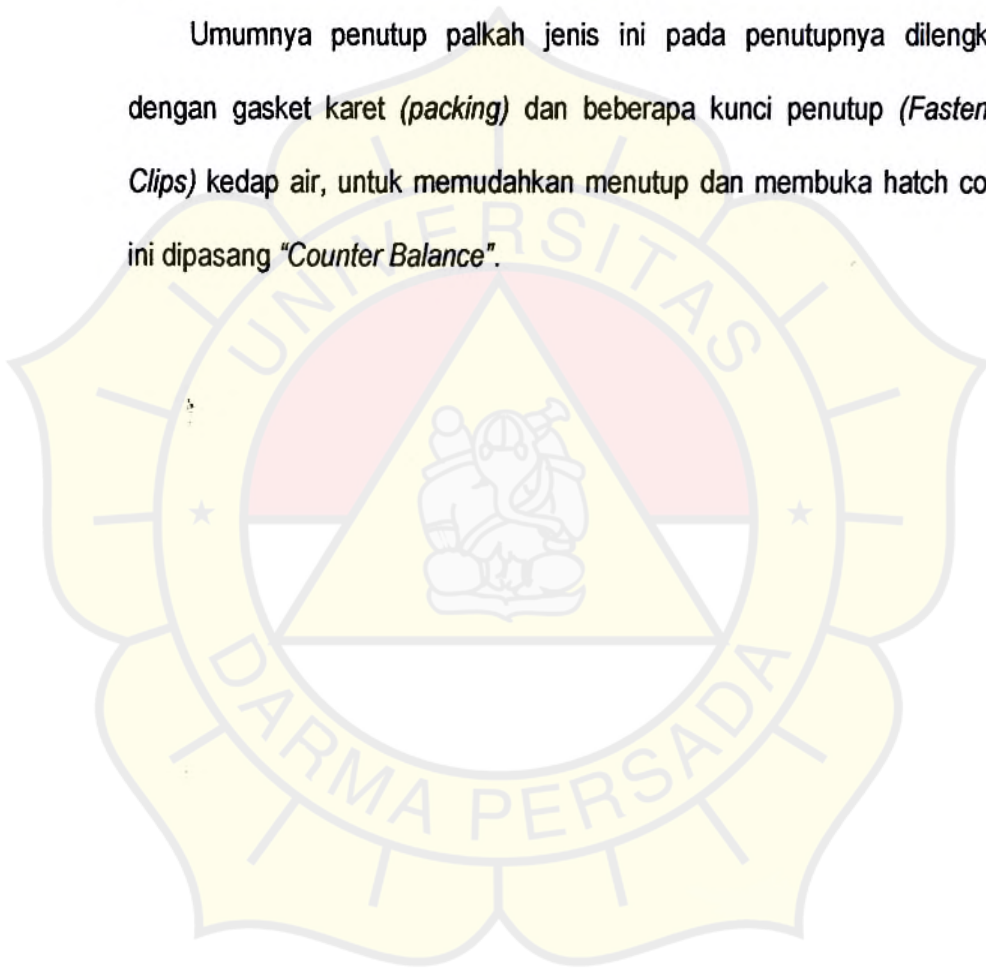 Umumnya penutup palkah jenis ini pada penutupnya dilengk
dengan gasket karet (packing) dan beberapa kunci penutup (Fasten
Clips) kedap air, untuk memudahkan menutup dan membuka hatch co
ini dipasang “Counter Balance”.
UNIVERSITAS
DARMA PERSADA